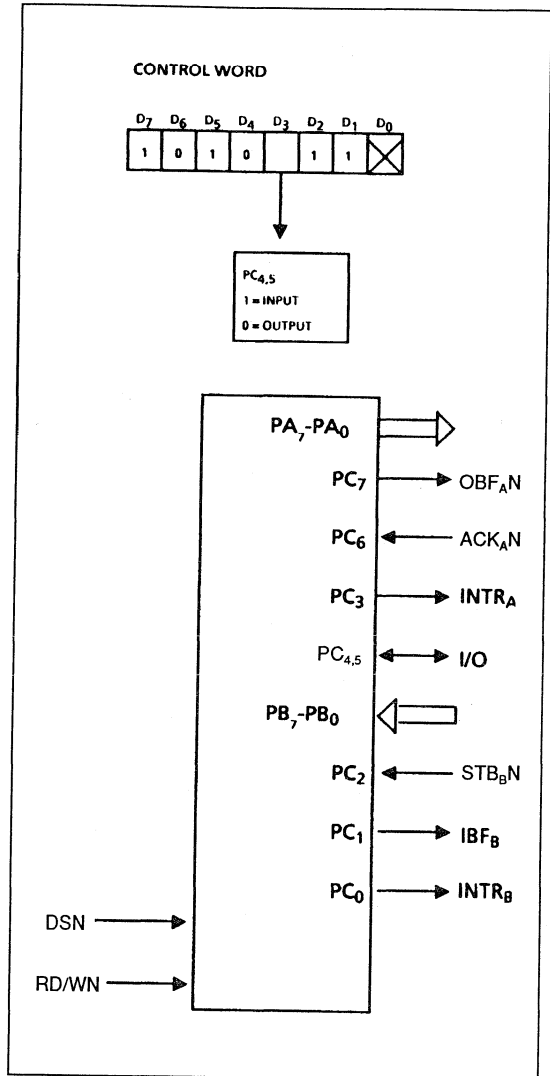 CONTROL WORD
D7 D6 D5 D4 D3 D2 D1 D0
1 0 1 0 1 1
PC4,5
1 = INPUT
0 = OUTPUT
PA7-PA0
PC7 OBFAN
PC6 ACKAN
PC3 INTRA
PC4,5 I/O
PB7-PB0
PC2 STBBN
PC1 IBFB
PC0 INTRB
DSN
RD/WN